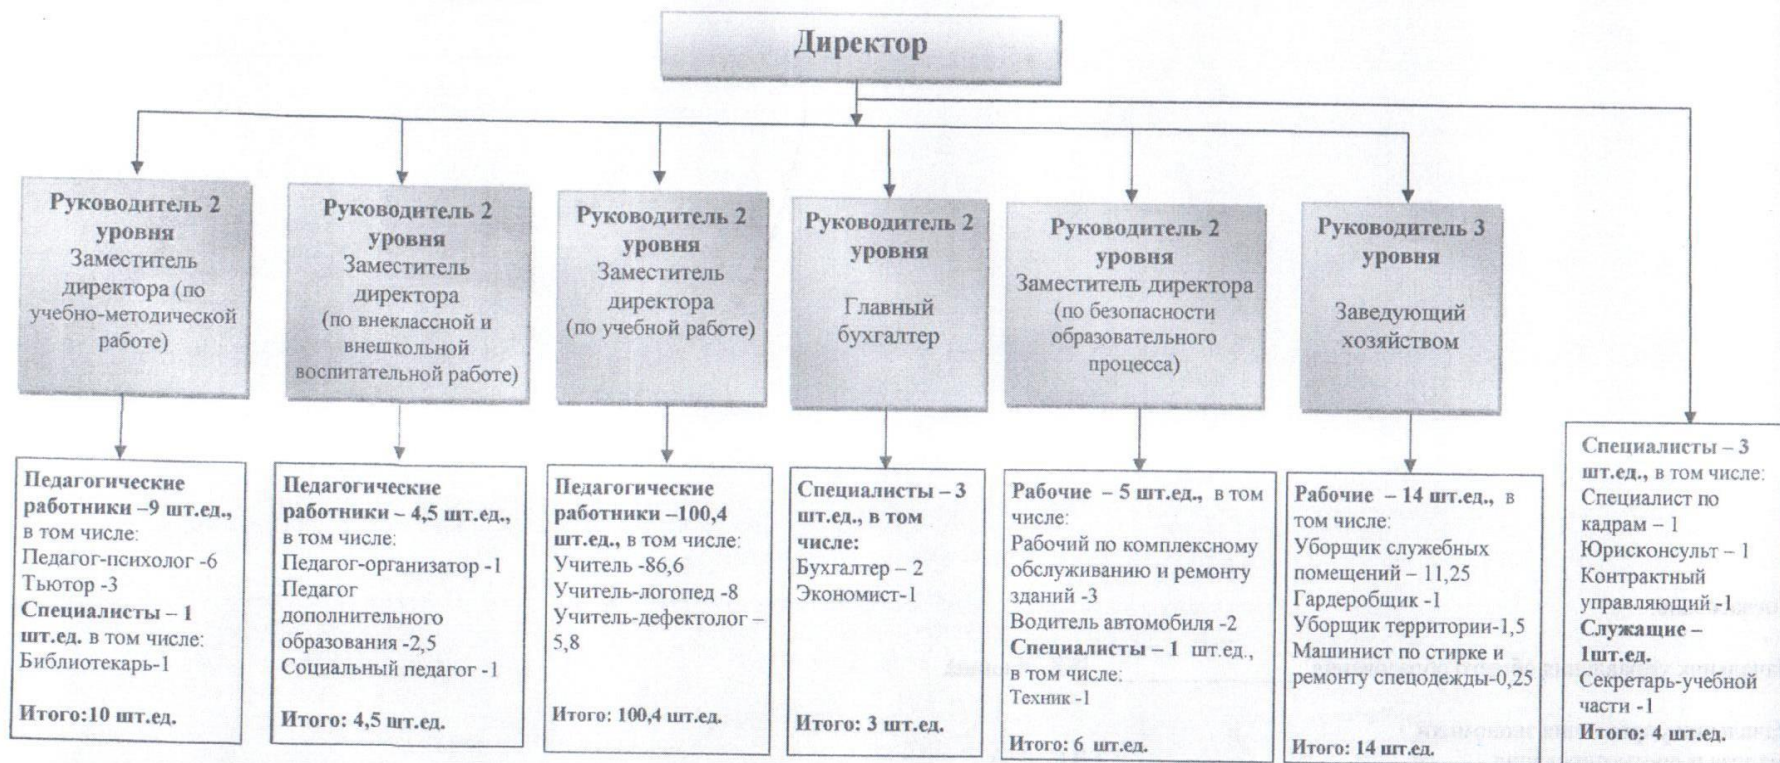 Директор
Руководитель 2
уровня
Заместитель
директора (по
учебно-методической
работе)
Руководитель 2
уровня
Заместитель
директора
(по внеклассной и
внешкольной
воспитательной работе)
Руководитель 2
уровня
Заместитель
директора
(по учебной работе)
Руководитель 2
уровня
Главный
бухгалтер
Руководитель 2
уровня
Заместитель директора
(по безопасности
образовательного
процесса)
Руководитель 3
уровня
Заведующий
хозяйством
Педагогические
работники –9 шт.ед.,
в том числе:
Педагог-психолог -6
Тьютор -3
Специалисты – 1
шт.ед. в том числе:
Библиотекарь-1
Итого:10 шт.ед.
Педагогические
работники – 4,5 шт.ед.,
в том числе:
Педагог-организатор -1
Педагог
дополнительного
образования -2,5
Социальный педагог -1
Итого: 4,5 шт.ед.
Педагогические
работники –100,4
шт.ед., в том числе:
Учитель -86,6
Учитель-логопед -8
Учитель-дефектолог –
5,8
Итого: 100,4 шт.ед.
Специалисты – 3
шт.ед., в том
числе:
Бухгалтер – 2
Экономист-1
Итого: 3 шт.ед.
Рабочие – 5 шт.ед., в том
числе:
Рабочий по комплексному
обслуживанию и ремонту
зданий -3
Водитель автомобиля -2
Специалисты – 1 шт.ед.,
в том числе:
Техник -1
Итого: 6 шт.ед.
Рабочие – 14 шт.ед., в
том числе:
Уборщик служебных
помещений – 11,25
Гардеробщик -1
Уборщик территории-1,5
Машинист по стирке и
ремонту спецодежды-0,25
Итого: 14 шт.ед.
Специалисты – 3
шт.ед., в том числе:
Специалист по
кадрам – 1
Юрисконсульт – 1
Контрактный
управляющий -1
Служащие –
1шт.ед.
Секретарь-учебной
части -1
Итого: 4 шт.ед.